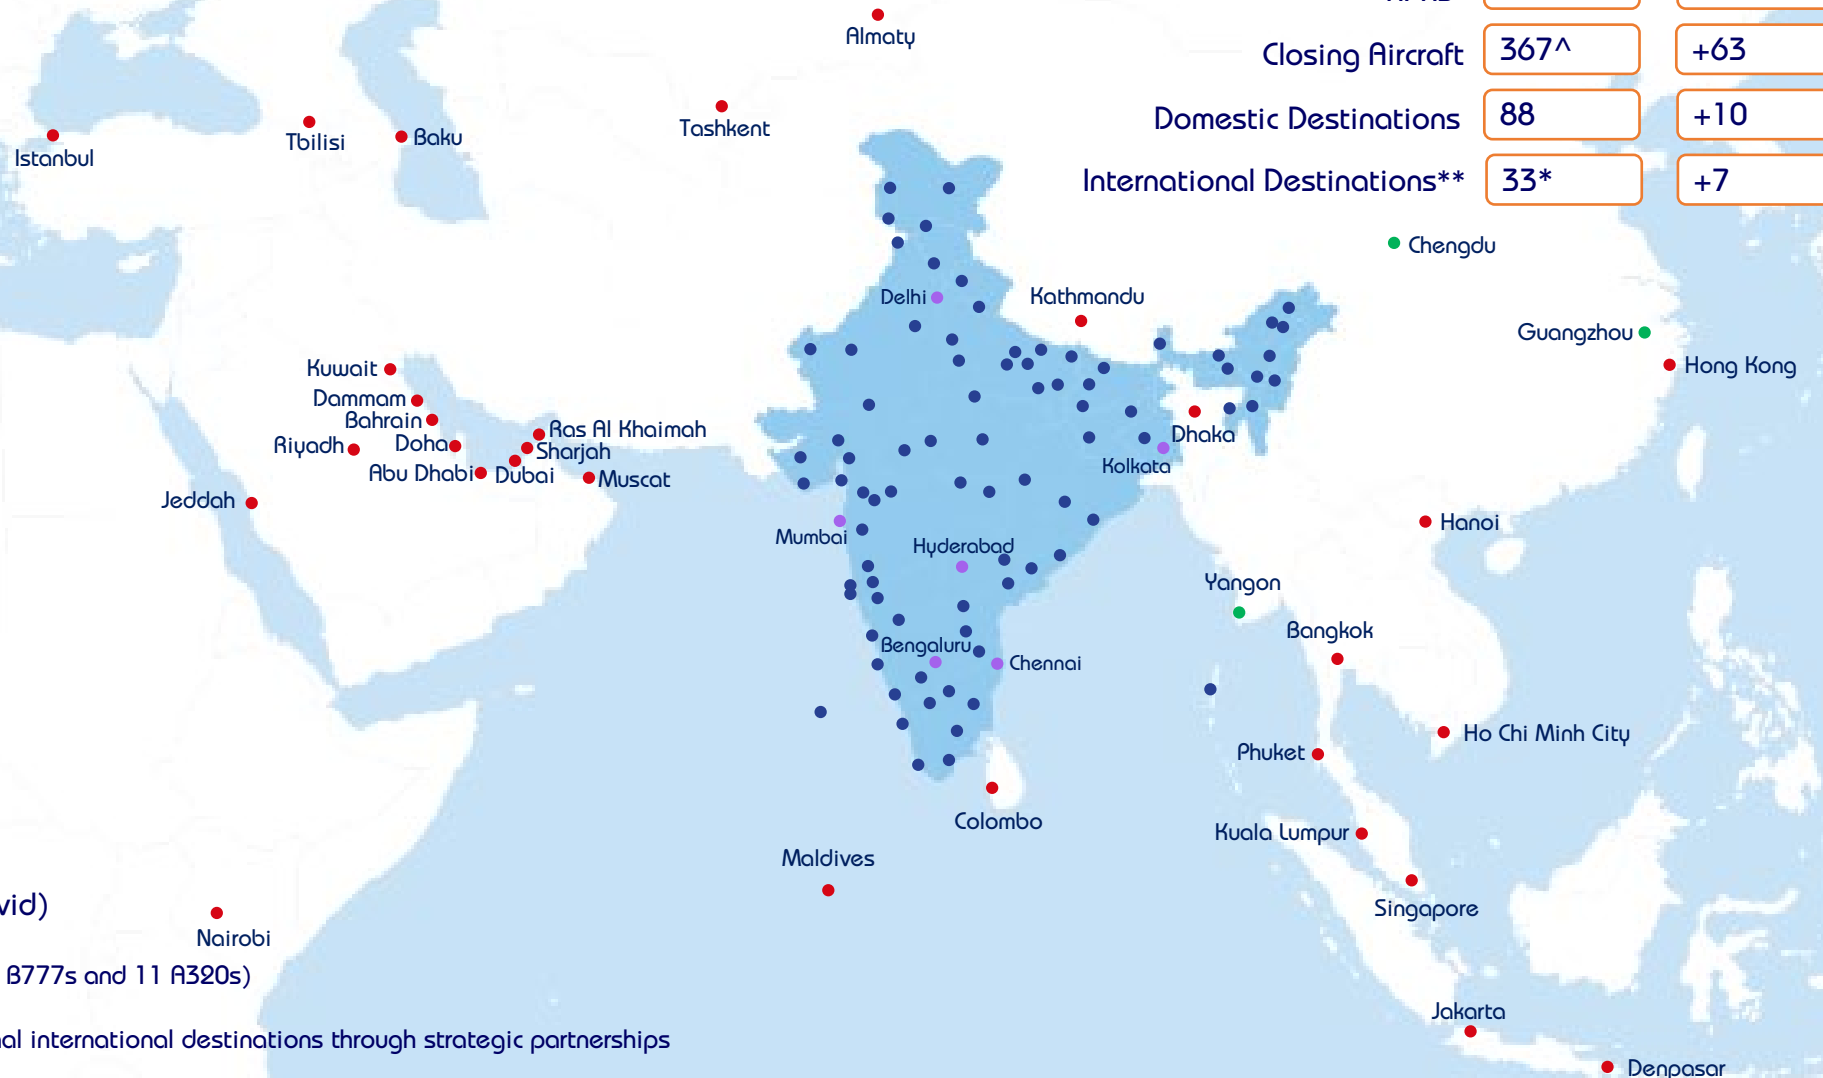 Almaty
Closing Aircraft 367^ +63
Tashkent
Domestic Destinations 88 +10
Istanbul
Tbilisi
Baku
International Destinations** 33* +7
Chengdu
Delhi
Kathmandu
Guangzhou
Hong Kong
Kuwait
Dammam
Bahrain
Ras Al Khaimah
Riyadh
Doha
Sharjah
Dhaka
Abu Dhabi
Dubai
Muscat
Kolkata
Jeddah
Hanoi
Mumbai
Hyderabad
Yangon
Bangkok
Bengaluru
Chennai
Ho Chi Minh City
Phuket
Colombo
Kuala Lumpur
Maldives
vid)
Singapore
Nairobi
B777s and 11 A320s)
Jakarta
al international destinations through strategic partnerships
Denpasar